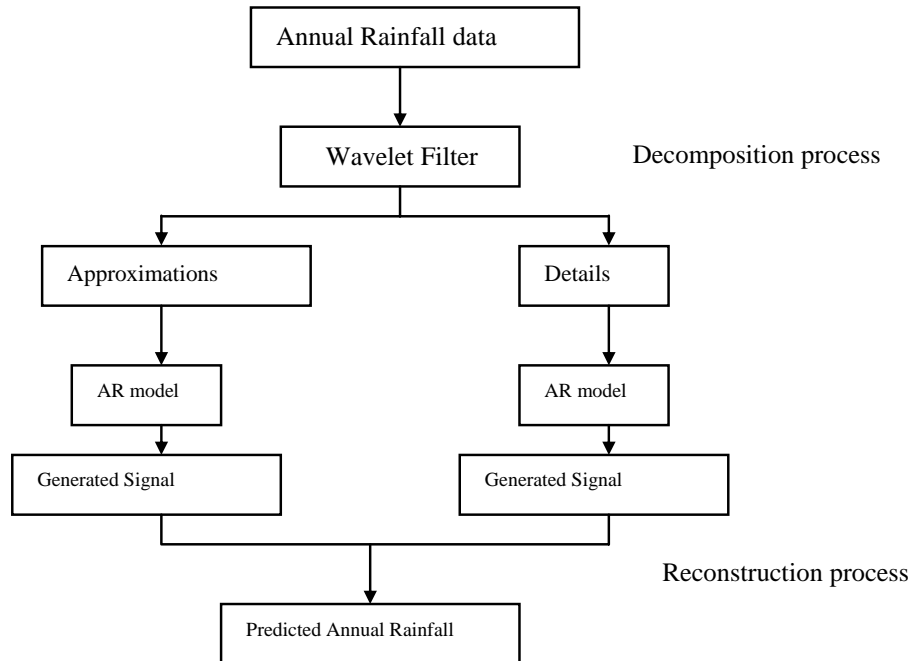 Annual Rainfall data
Wavelet Filter
Decomposition process
Approximations
Details
AR model
AR model
Generated Signal
Generated Signal
Reconstruction process
Predicted Annual Rainfall